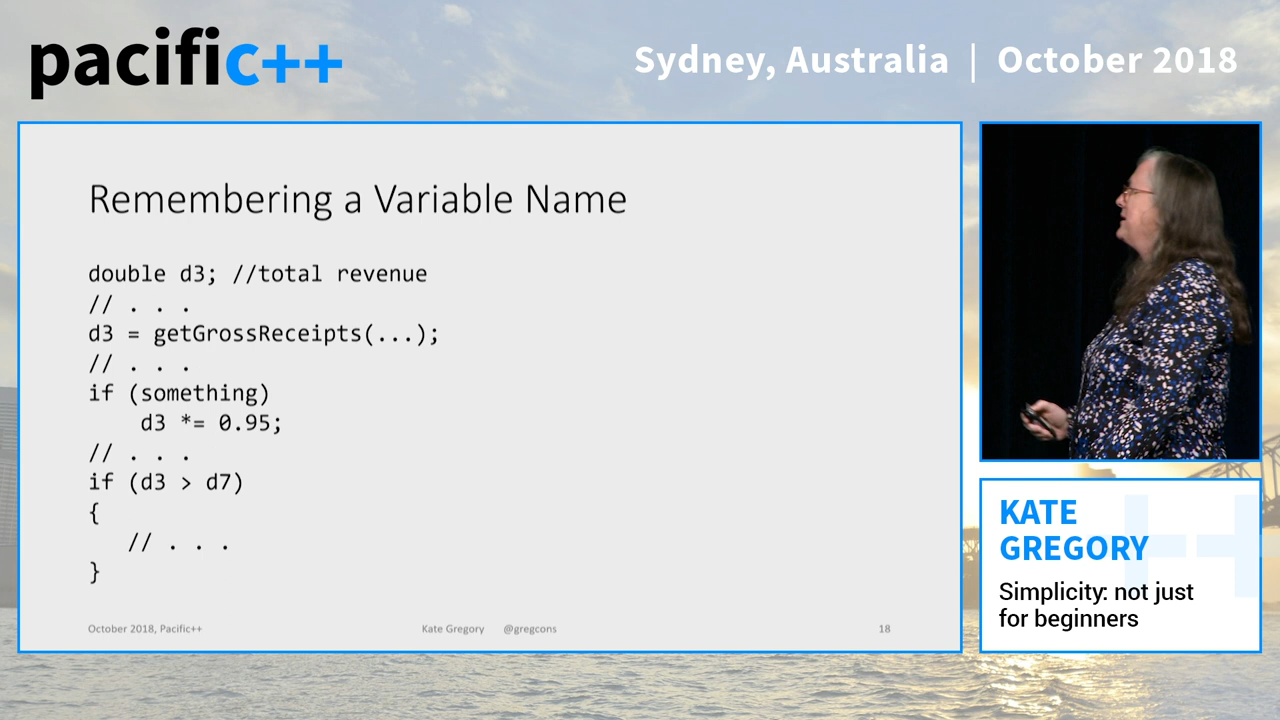 pacific++
Sydney, Australia | October 2018
Remembering a Variable Name
double d3; //total revenue
// . . .
d3 = getGrossReceipts(...);
// . . .
if (something)
    d3 *= 0.95;
// . . .
if (d3 > d7)
{
   // . . .
}
October 2018, Pacific++ Kate Gregory @gregcons 18
KATE
GREGORY
Simplicity: not just
for beginners